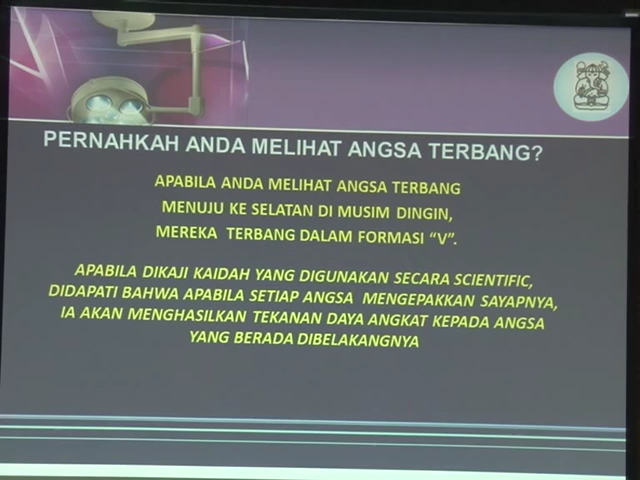 PERNAHKAH ANDA MELIHAT ANGSA TERBANG?
APABILA ANDA MELIHAT ANGSA TERBANG
MENUJU KE SELATAN DI MUSIM DINGIN,
MEREKA TERBANG DALAM FORMASI “V”.
APABILA DIKAJI KAIDAH YANG DIGUNAKAN SECARA SCIENTIFIC,
DIDAPATI BAHWA APABILA SETIAP ANGSA MENGEPAKKAN SAYAPNYA,
IA AKAN MENGHASILKAN TEKANAN DAYA ANGKAT KEPADA ANGSA
YANG BERADA DIBELAKANGNYA